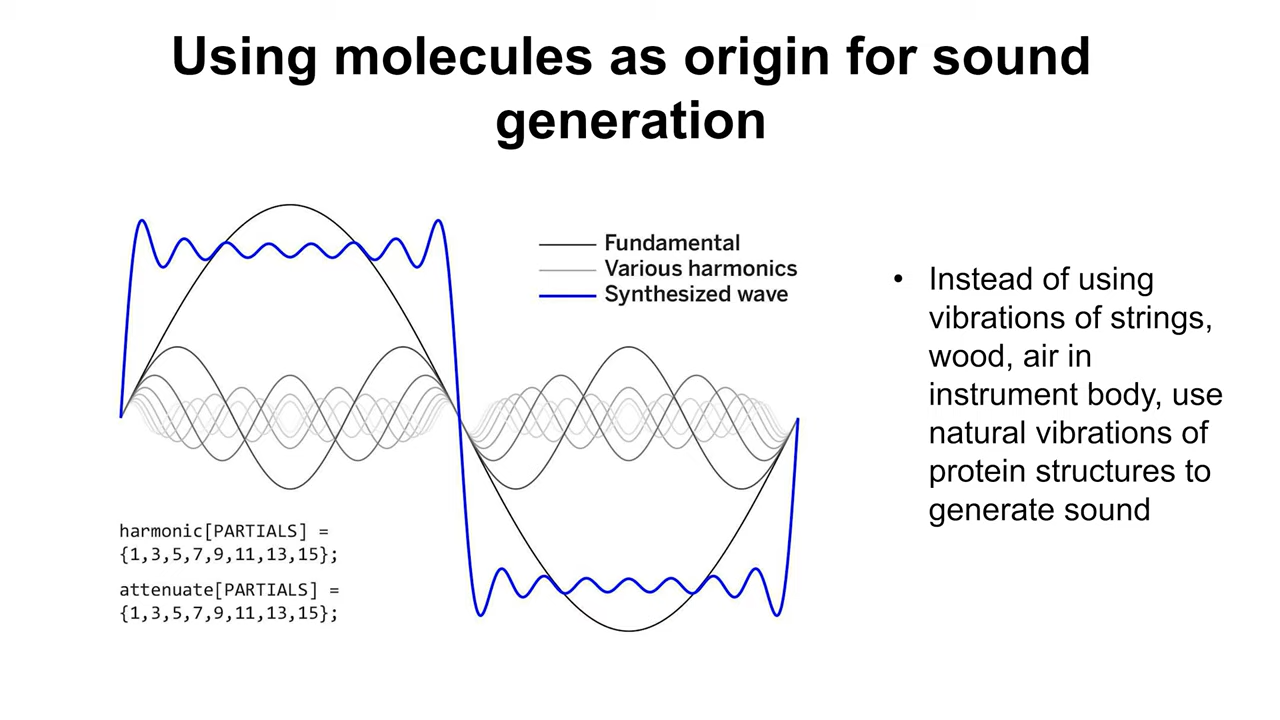 Using molecules as origin for sound
generation
Fundamental
Various harmonics
Synthesized wave
harmonic[PARTIALS] =
{1,3,5,7,9,11,13,15};
attenuate[PARTIALS] =
{1,3,5,7,9,11,13,15};
• Instead of using
vibrations of strings,
wood, air in
instrument body, use
natural vibrations of
protein structures to
generate sound